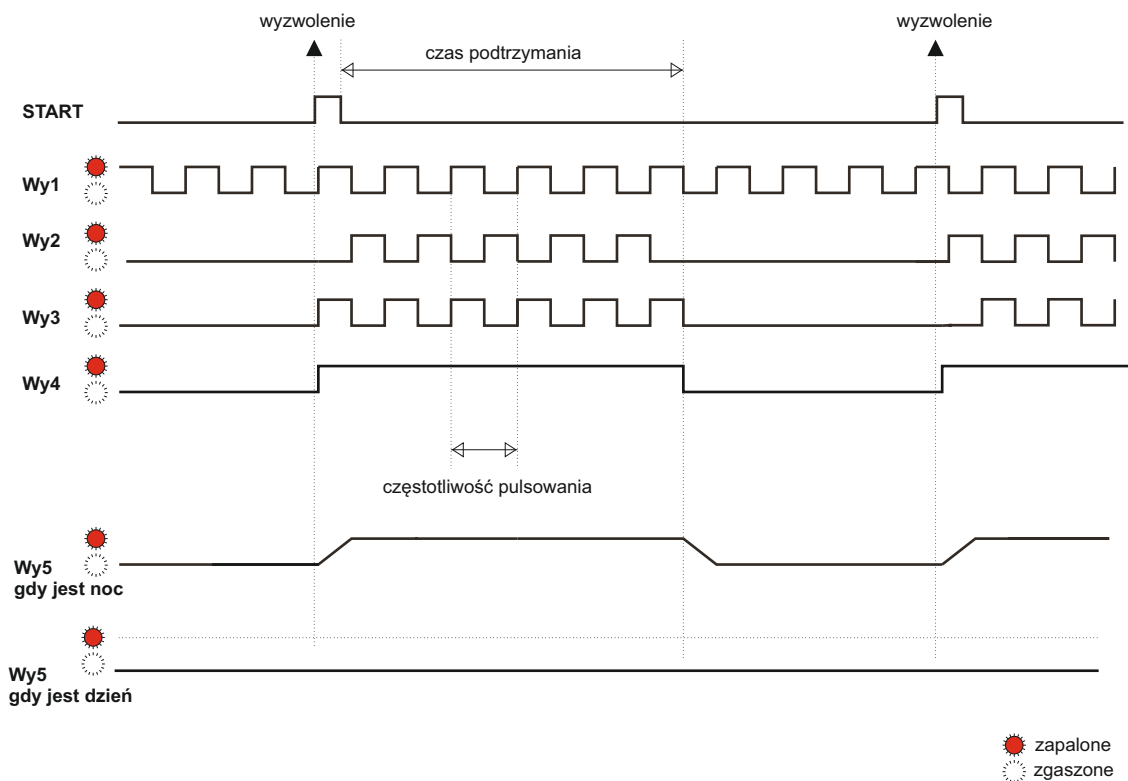 wyzwolenie
wyzwolenie
czas podtrzymania
START
Wy1
Wy2
Wy3
Wy4
częstotliwość pulsowania
Wy5
gdy jest noc
Wy5
gdy jest dzień
zapalone
zgaszone